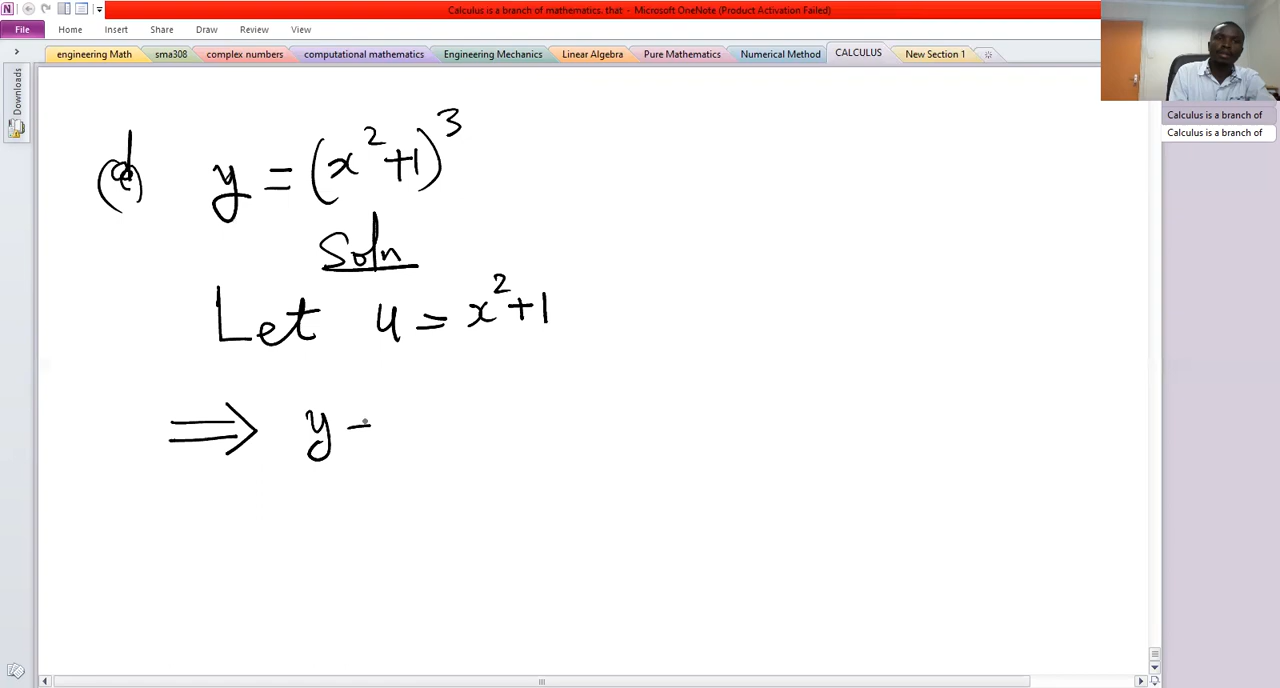 Calculus is a branch of mathematics. that - Microsoft OneNote (Product Activation Failed)
File Home Insert Share Draw Review View
engineering Math sma308 complex numbers computational mathematics Engineering Mechanics Linear Algebra Pure Mathematics Numerical Method CALCULUS New Section 1
Downloads
Calculus is a branch of
Calculus is a branch of
(d) y = (x²+1)³
Soln
Let u = x²+1
⇒ y -